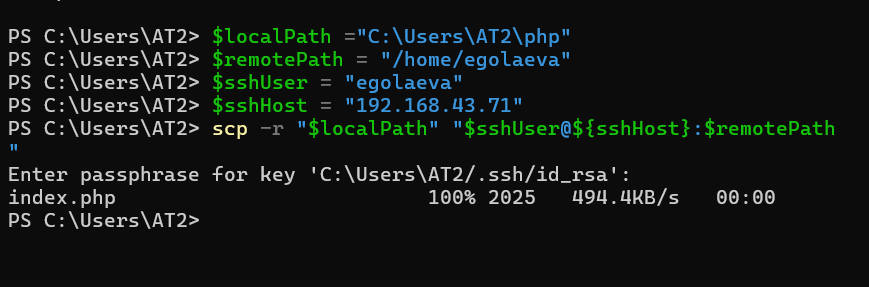 PS C:\Users\AT2> $localPath ="C:\Users\AT2\php"
PS C:\Users\AT2> $remotePath = "/home/egolaeva"
PS C:\Users\AT2> $sshUser = "egolaeva"
PS C:\Users\AT2> $sshHost = "192.168.43.71"
PS C:\Users\AT2> scp -r "$localPath" "$sshUser@${sshHost}:$remotePath
"
Enter passphrase for key 'C:\Users\AT2/.ssh/id_rsa':
index.php 100% 2025 494.4KB/s 00:00
PS C:\Users\AT2>